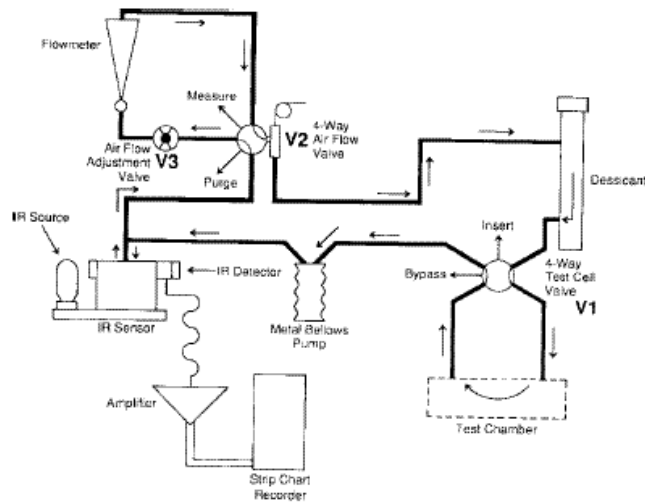 Flowmeter
Measure
4-Way
Air Flow
Valve
V2
Air Flow
Adjustment
Valve
V3
Purge
Dessicant
IR Source
Insert
IR Detector
Bypass
4-Way
Test Cell
Valve
V1
IR Sensor
Metal Bellows
Pump
Amplifier
Test Chamber
Strip Chart
Recorder